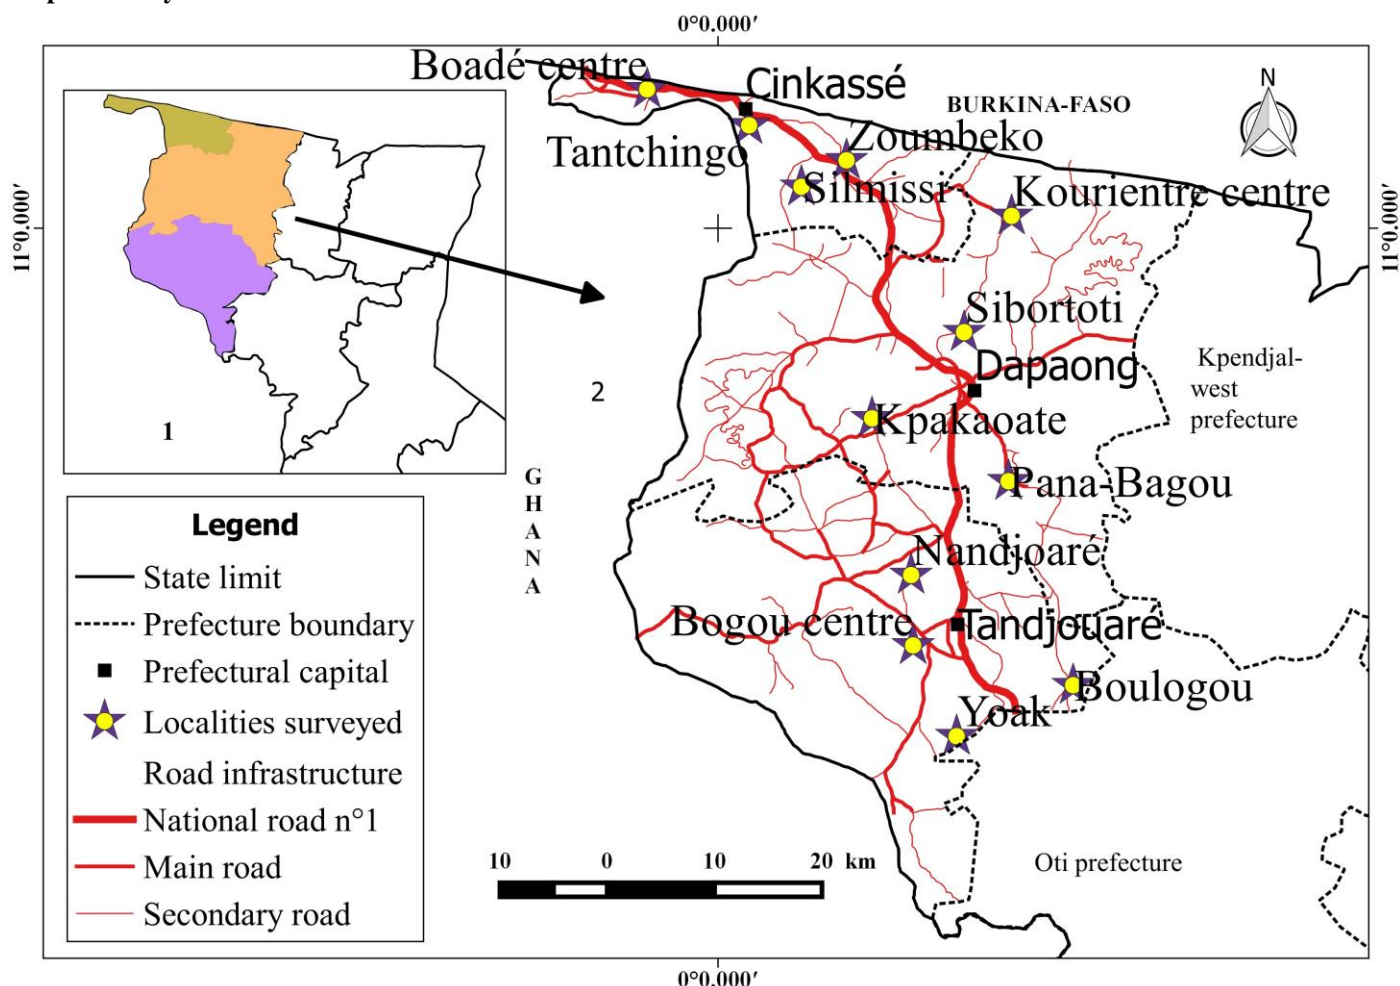 0°0.000′
Boadé centre
Cinkassé
BURKINA-FASO
N
Tantchingo
Zoumbeko
Silmissi
Kourientre centre
11°0.000′
11°0.000′
Sibortoti
Dapaong
Kpendjal-
west
prefecture
2
1
Kpakaoate
GHANA
Pana-Bagou
Nandjoaré
Bogou centre
Tandjouaré
Boulogou
Yoak
Oti prefecture
Legend
State limit
Prefecture boundary
Prefectural capital
Localities surveyed
Road infrastructure
National road n°1
Main road
Secondary road
10 0 10 20 km
0°0.000′